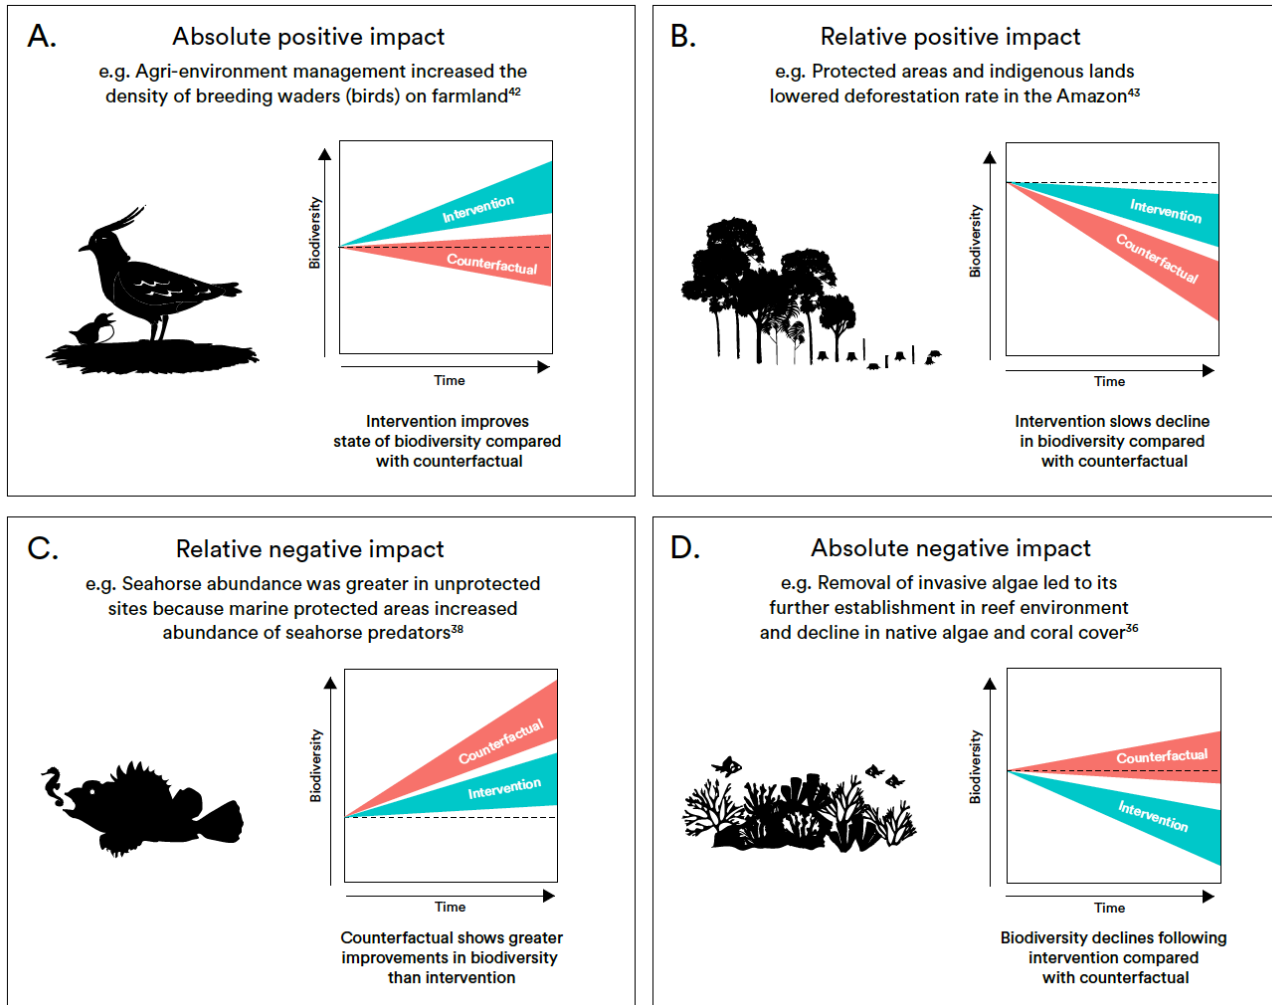 A.
Absolute positive impact
e.g. Agri-environment management increased the
density of breeding waders (birds) on farmland⁴²
Biodiversity
Intervention
Counterfactual
Time
Intervention improves
state of biodiversity compared
with counterfactual
B.
Relative positive impact
e.g. Protected areas and indigenous lands
lowered deforestation rate in the Amazon⁴³
Biodiversity
Intervention
Counterfactual
Time
Intervention slows decline
in biodiversity compared
with counterfactual
C.
Relative negative impact
e.g. Seahorse abundance was greater in unprotected
sites because marine protected areas increased
abundance of seahorse predators³⁸
Biodiversity
Counterfactual
Intervention
Time
Counterfactual shows greater
improvements in biodiversity
than intervention
D.
Absolute negative impact
e.g. Removal of invasive algae led to its
further establishment in reef environment
and decline in native algae and coral cover³⁶
Biodiversity
Counterfactual
Intervention
Time
Biodiversity declines following
intervention compared
with counterfactual